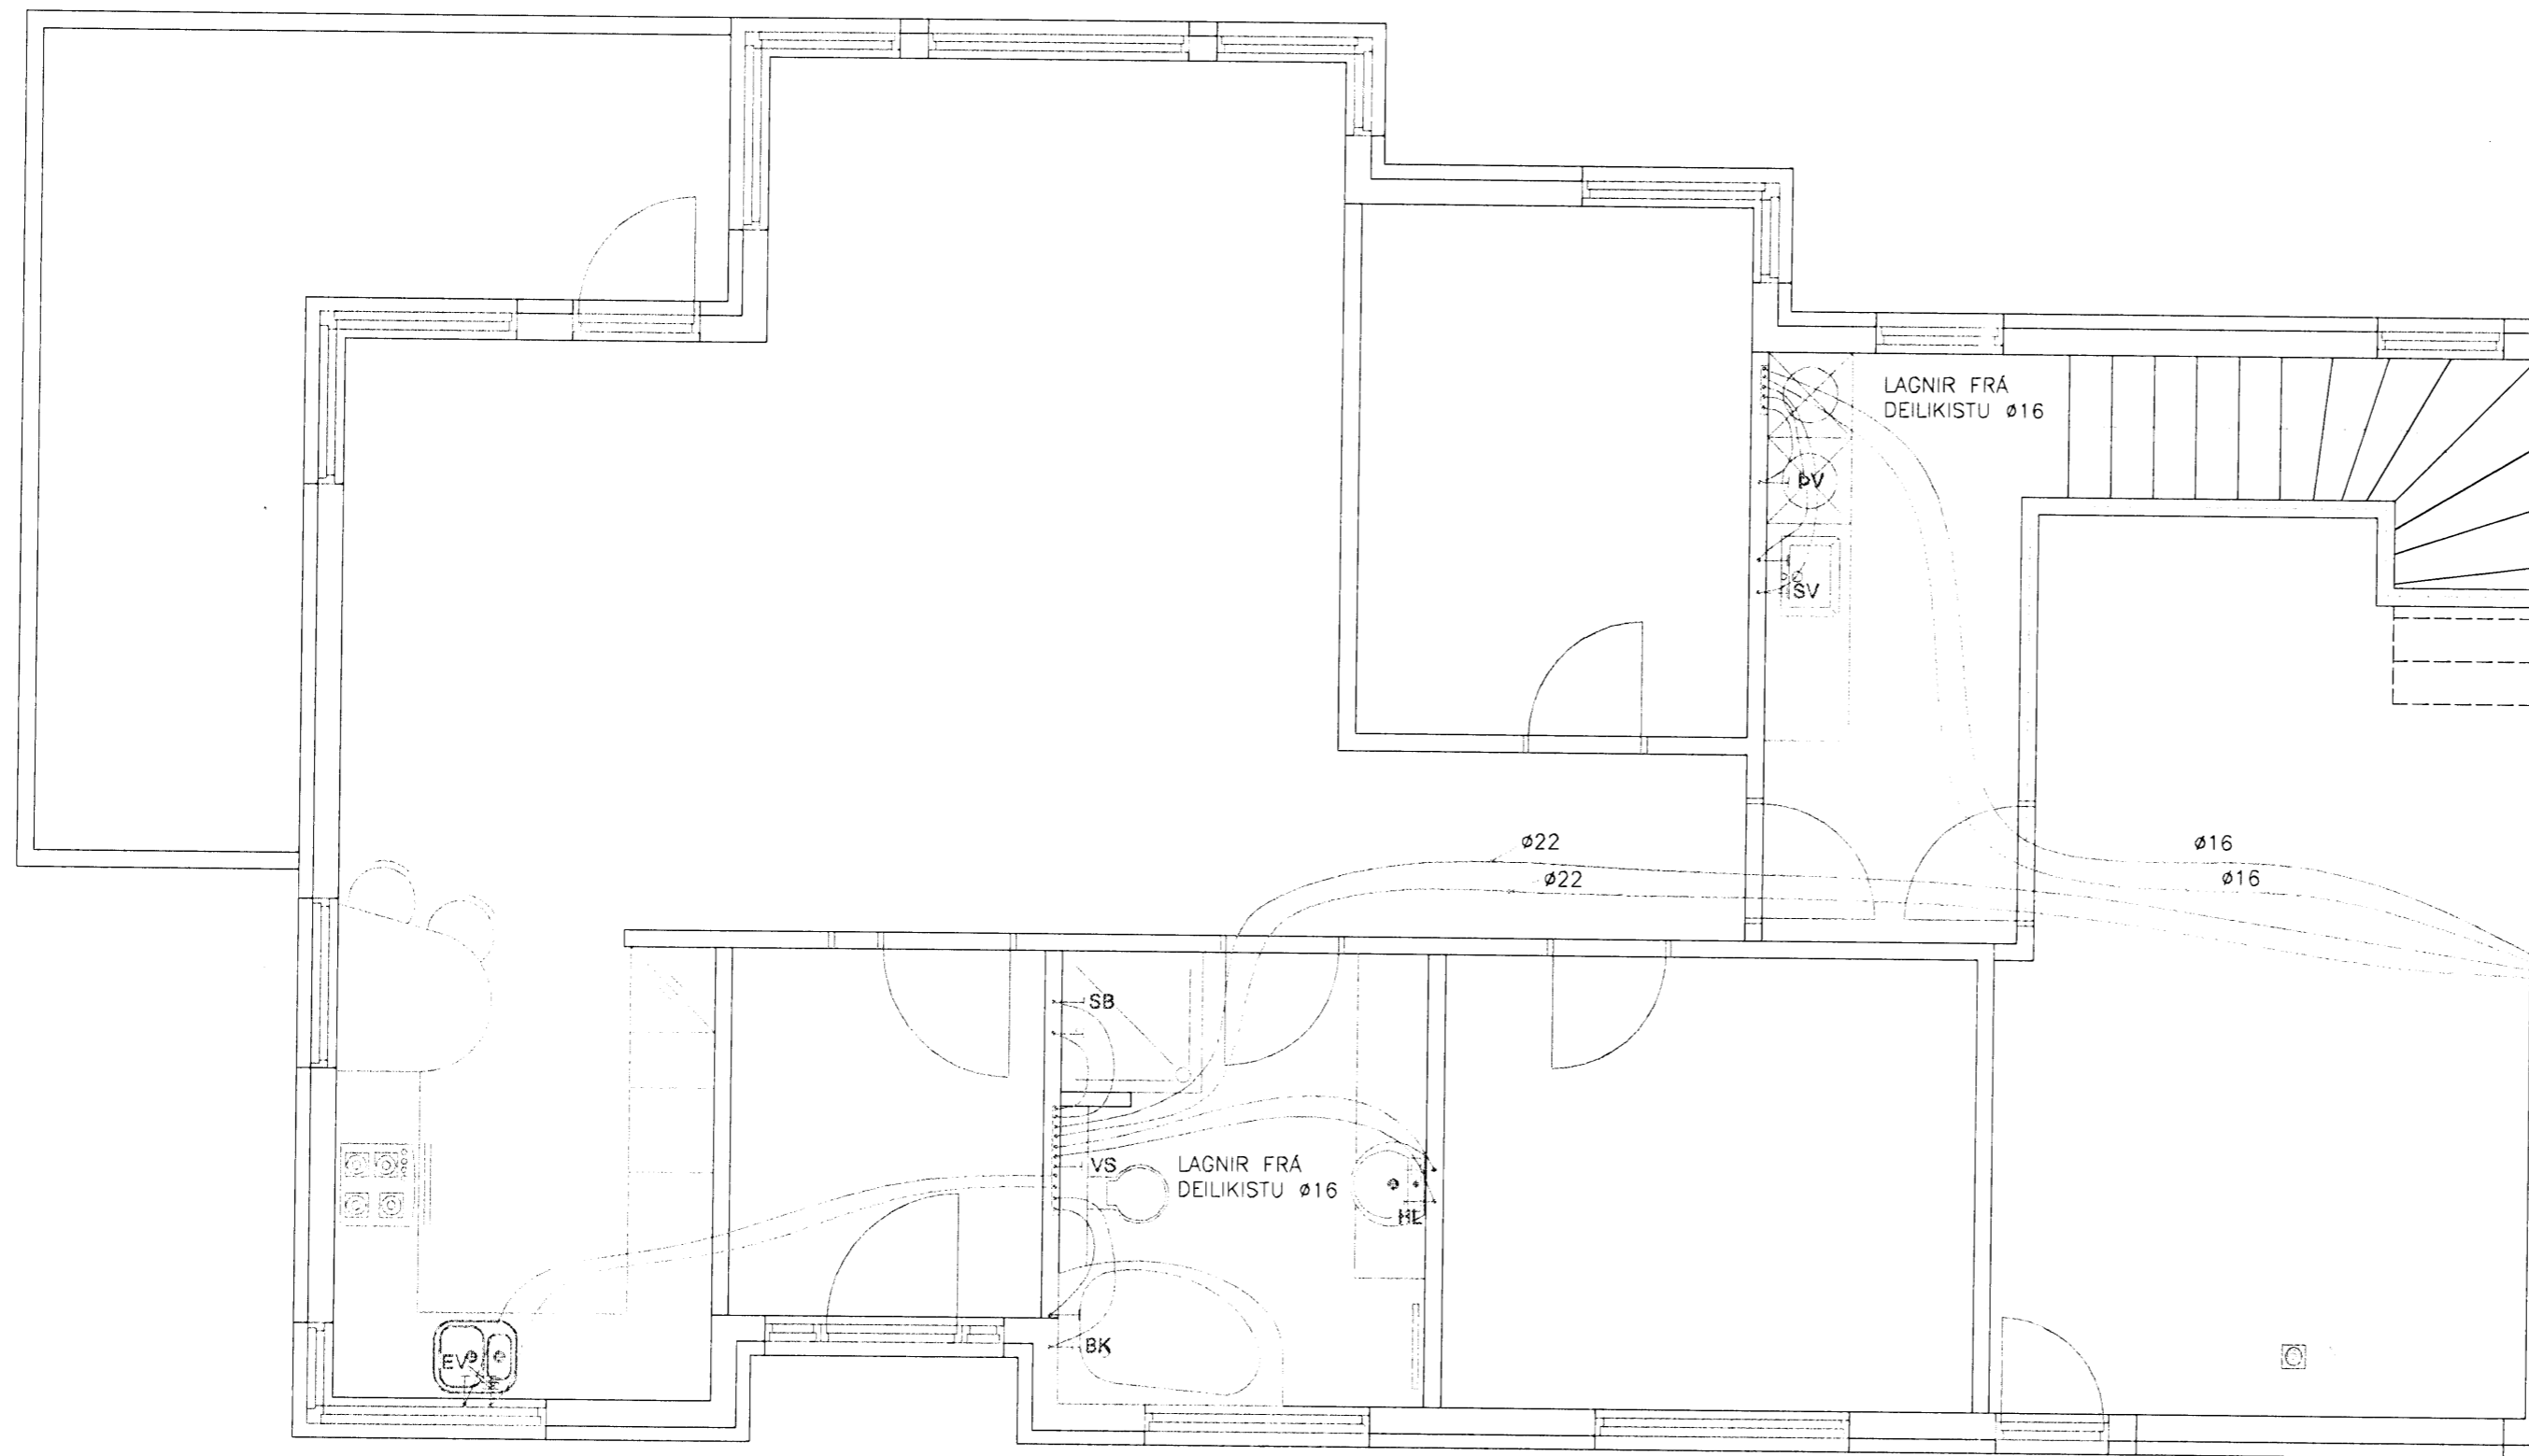 LAGNIR FRÁ
DEILIKISTU ø16
ÞV
SV
ø22
ø22
ø16
ø16
SB
VS
LAGNIR FRÁ
DEILIKISTU ø16
HL
BK
EV